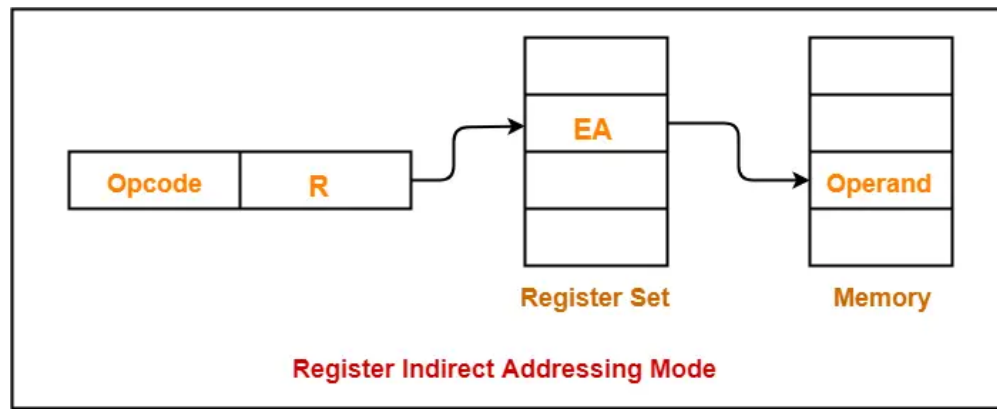 EA
Opcode R Operand
Register Set Memory
Register Indirect Addressing Mode